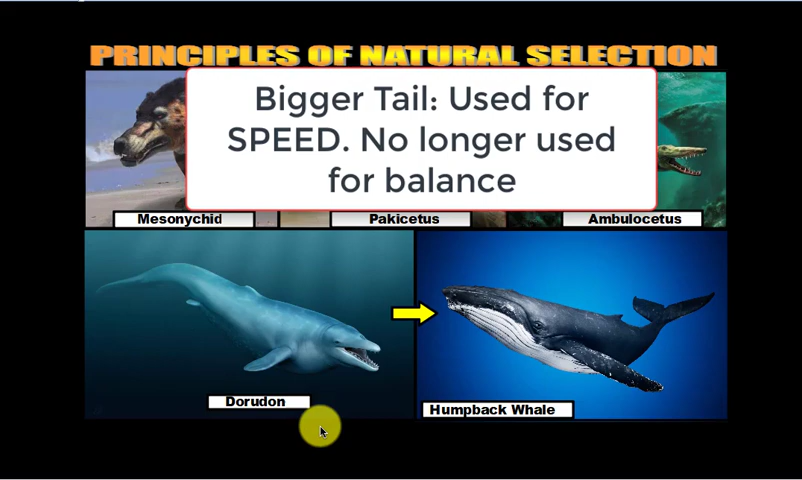 PRINCIPLES OF NATURAL SELECTION
Bigger Tail: Used for
SPEED. No longer used
for balance
Mesonychid
Pakicetus
Ambulocetus
Dorudon
Humpback Whale